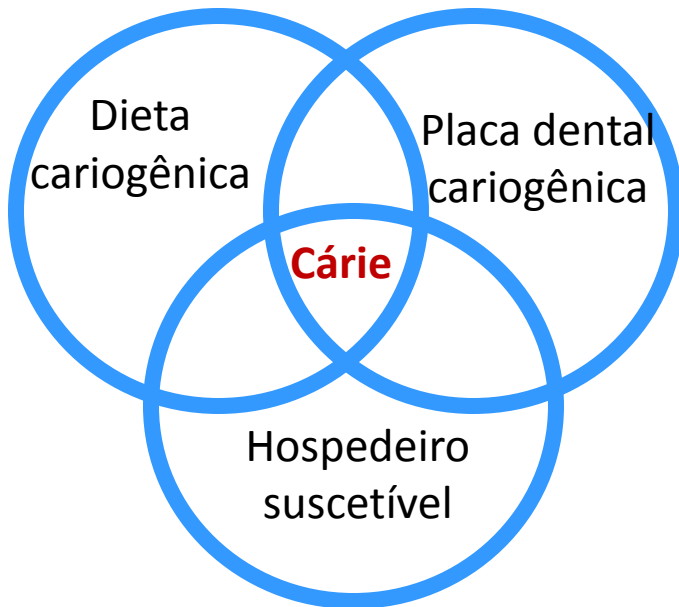 Dieta
cariogênica
Placa dental
cariogênica
Cárie
Hospedeiro
suscetível